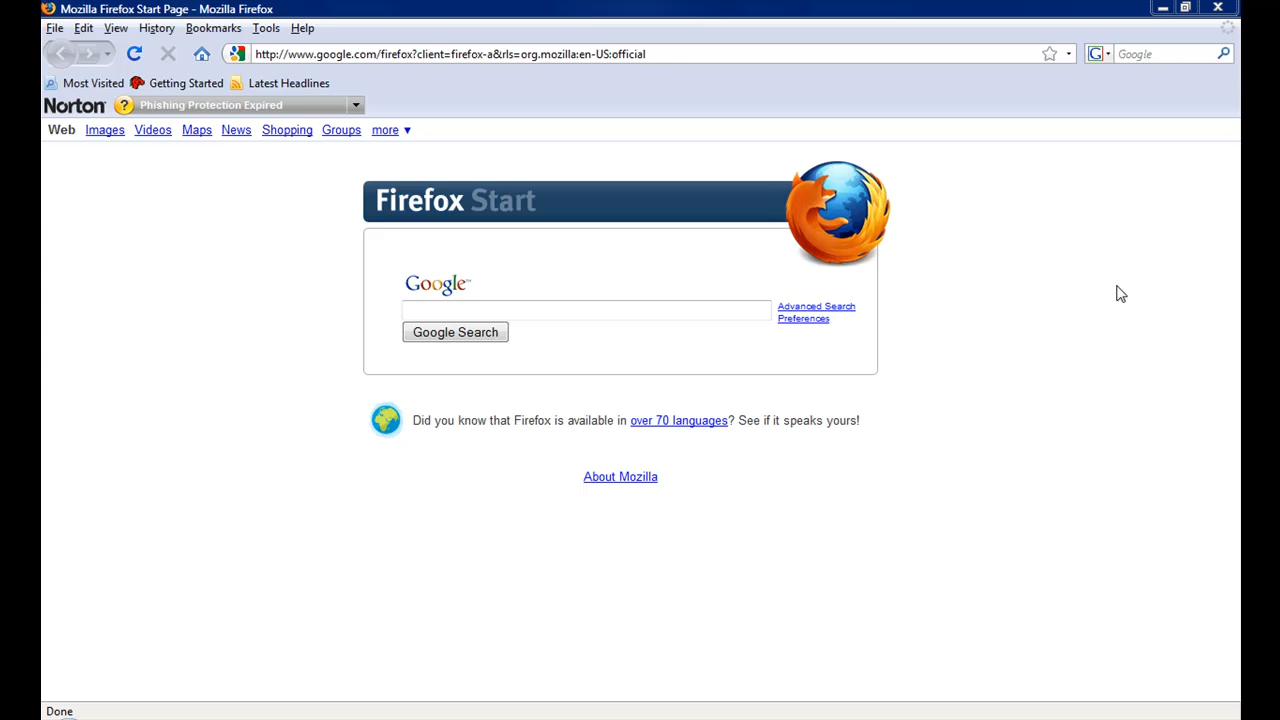 Mozilla Firefox Start Page - Mozilla Firefox
File Edit View History Bookmarks Tools Help
http://www.google.com/firefox?client=firefox-a&rls=org.mozilla:en-US:official
G Google
Most Visited Getting Started Latest Headlines
Norton ? Phishing Protection Expired
Web Images Videos Maps News Shopping Groups more ▼
Firefox Start
Google™
Advanced Search
Preferences
Google Search
Did you know that Firefox is available in over 70 languages? See if it speaks yours!
About Mozilla
Done